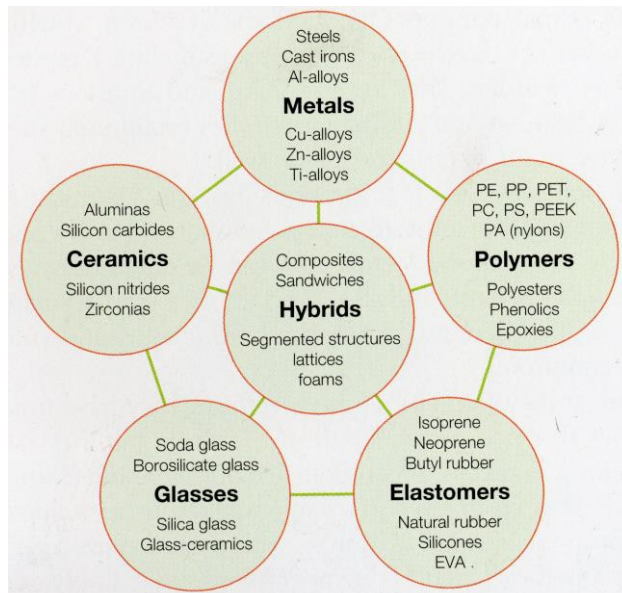 Steels
Cast irons
Al-alloys
Metals
Cu-alloys
Zn-alloys
Ti-alloys
Aluminas
Silicon carbides
Ceramics
Silicon nitrides
Zirconias
PE, PP, PET,
PC, PS, PEEK
PA (nylons)
Polymers
Polyesters
Phenolics
Epoxies
Composites
Sandwiches
Hybrids
Segmented structures
lattices
foams
Soda glass
Borosilicate glass
Glasses
Silica glass
Glass-ceramics
Isoprene
Neoprene
Butyl rubber
Elastomers
Natural rubber
Silicones
EVA